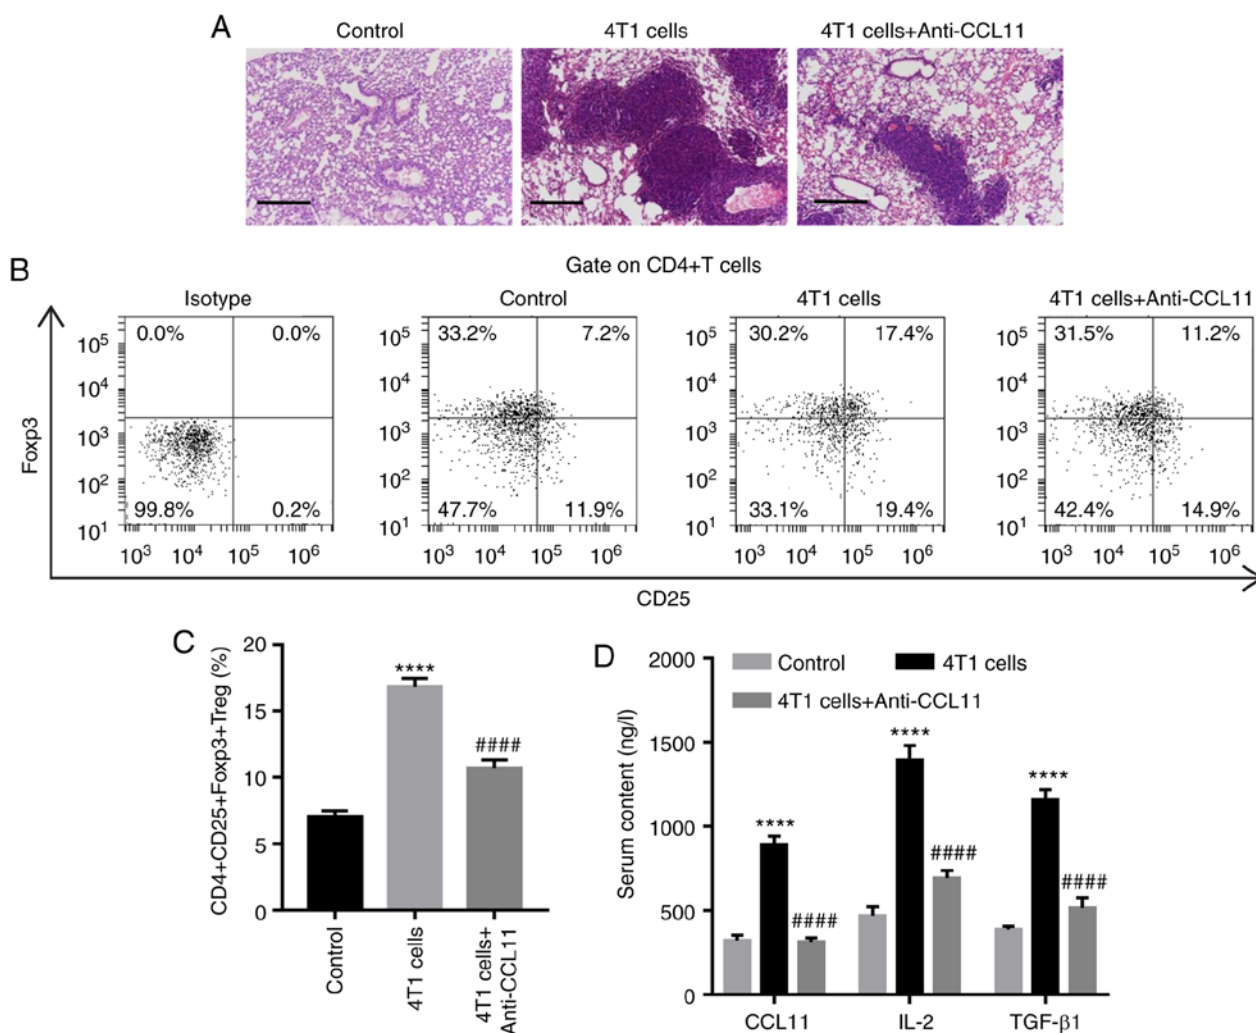 A
Control
4T1 cells
4T1 cells+Anti-CCL11
B
Gate on CD4+T cells
Isotype
Control
4T1 cells
4T1 cells+Anti-CCL11
Foxp3
10⁵
10⁴
10³
10²
10¹
0.0%
0.0%
99.8%
0.2%
10³ 10⁴ 10⁵ 10⁶
10⁵
10⁴
10³
10²
10¹
33.2%
7.2%
47.7%
11.9%
10³ 10⁴ 10⁵ 10⁶
10⁵
10⁴
10³
10²
10¹
30.2%
17.4%
33.1%
19.4%
10³ 10⁴ 10⁵ 10⁶
10⁵
10⁴
10³
10²
10¹
31.5%
11.2%
42.4%
14.9%
10³ 10⁴ 10⁵ 10⁶
CD25
C
CD4+CD25+Foxp3+Treg (%)
20
15
10
5
0
****
####
Control
4T1 cells
4T1 cells+
Anti-CCL11
D
Serum content (ng/l)
2000
1500
1000
500
0
Control
4T1 cells
4T1 cells+Anti-CCL11
****
####
****
####
****
####
CCL11
IL-2
TGF-β1